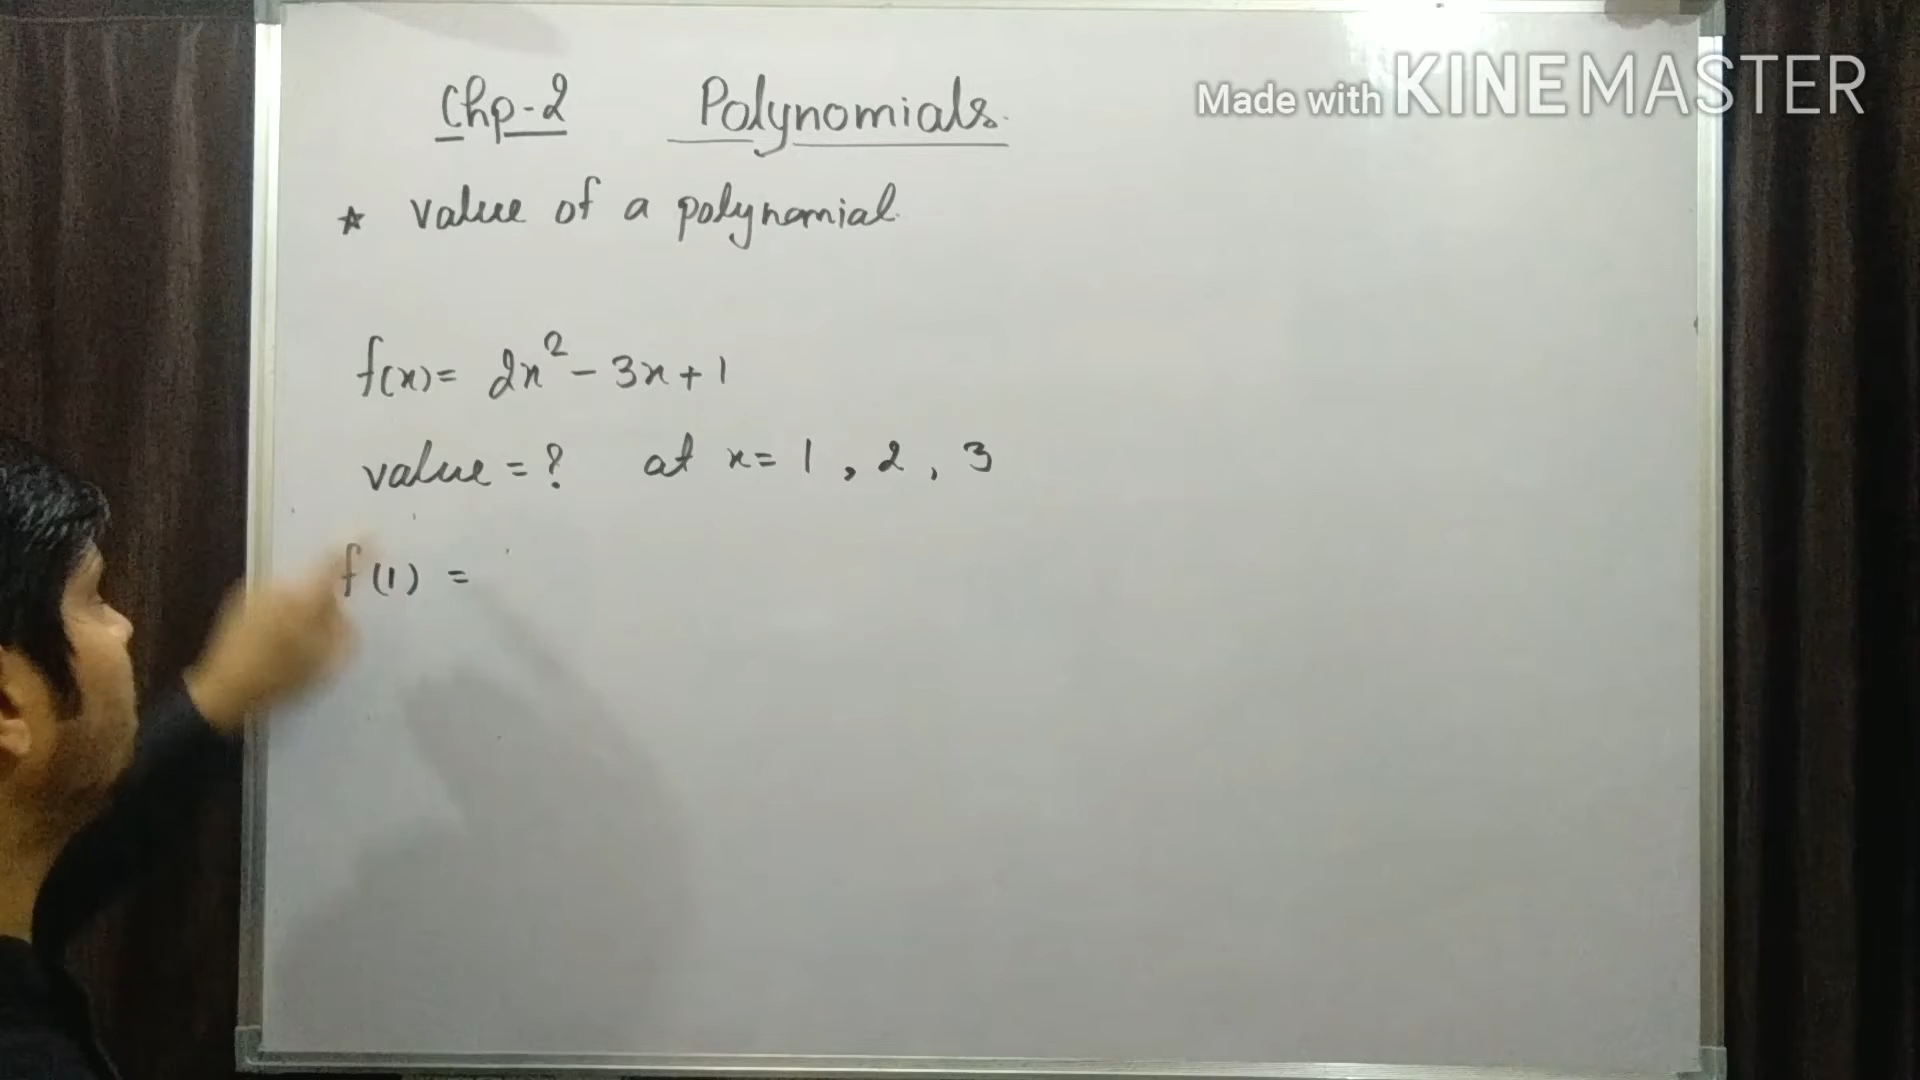 Chp-2 Polynomials.
Made with KINEMASTER
* value of a polynomial.
f(x)= 2x² - 3x + 1
value = ? at x= 1 , 2 , 3
f(1) =